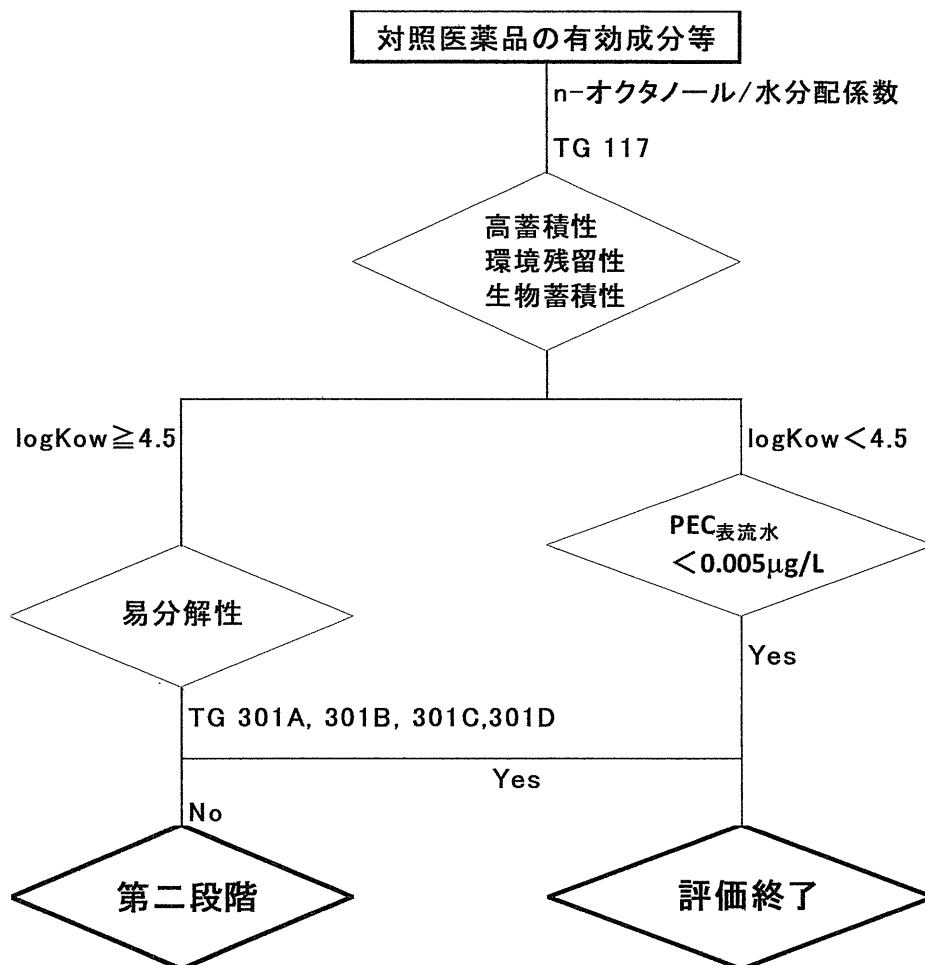 対照医薬品の有効成分等
n-オクタノール/水分配係数
TG 117
高蓄積性
環境残留性
生物蓄積性
logKow≧4.5
logKow<4.5
PEC表流水
<0.005μg/L
易分解性
Yes
TG 301A, 301B, 301C,301D
Yes
No
第二段階
評価終了